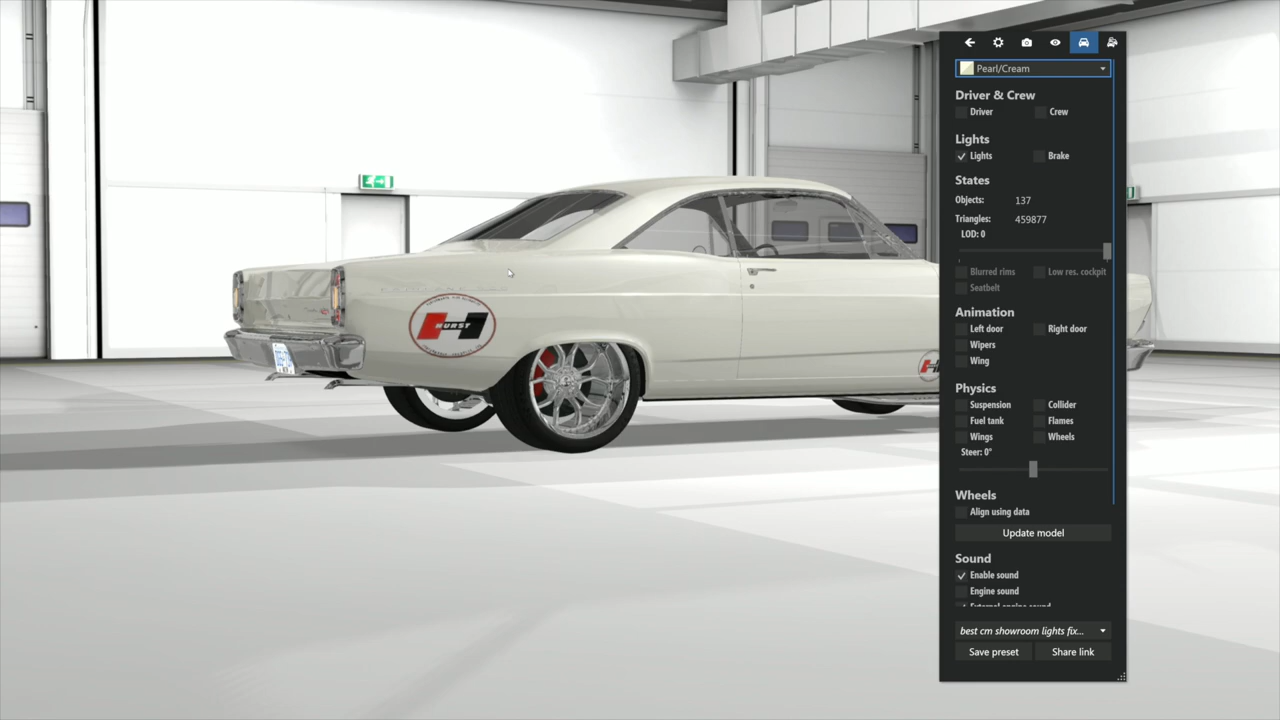 Pearl/Cream
Driver & Crew
Driver Crew
Lights
Lights Brake
States
Objects: 137
Triangles: 459877
LOD: 0
Blurred rims Low res. cockpit
Seatbelt
Animation
Left door Right door
Wipers
Wing
Physics
Suspension Collider
Fuel tank Flames
Wings Wheels
Steer: 0°
Wheels
Align using data
Update model
Sound
Enable sound
Engine sound
External engine sound
best cm showroom lights fix...
Save preset Share link
HURST